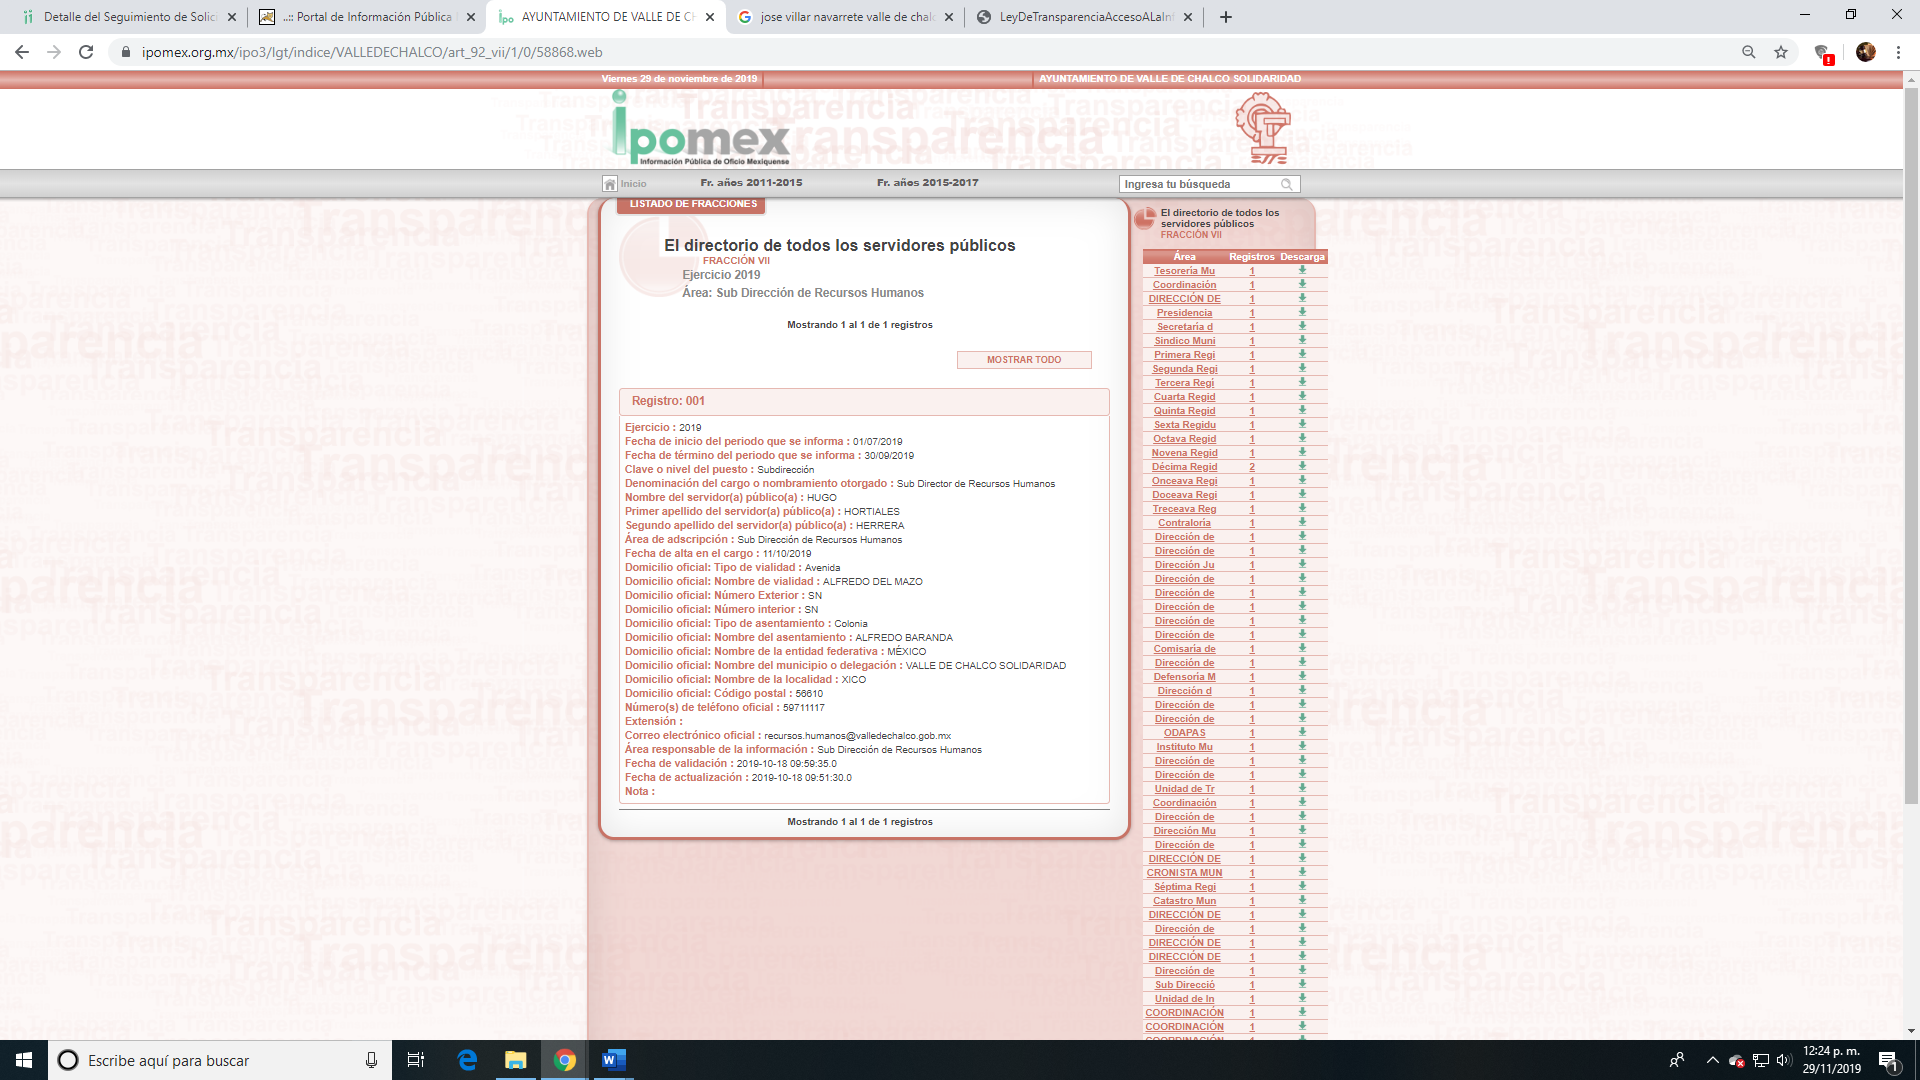 Detalle del Seguimiento de Solici
..:: Portal de Información Pública
AYUNTAMIENTO DE VALLE DE CH
jose villar navarrete valle de chalc
LeyDeTransparenciaAccesoALaInf
ipomex.org.mx/ipo3/lgt/indice/VALLEDECHALCO/art_92_vii/1/0/58868.web
Viernes 29 de noviembre de 2019
AYUNTAMIENTO DE VALLE DE CHALCO SOLIDARIDAD
ipomex
Información Pública de Oficio Mexiquense
Transparencia
Inicio
Fr. años 2011-2015
Fr. años 2015-2017
Ingresa tu búsqueda
LISTADO DE FRACCIONES
El directorio de todos los servidores públicos
FRACCIÓN VII
Ejercicio 2019
Área: Sub Dirección de Recursos Humanos
Mostrando 1 al 1 de 1 registros
MOSTRAR TODO
Registro: 001
Ejercicio : 2019
Fecha de inicio del periodo que se informa : 01/07/2019
Fecha de término del periodo que se informa : 30/09/2019
Clave o nivel del puesto : Subdirección
Denominación del cargo o nombramiento otorgado : Sub Director de Recursos Humanos
Nombre del servidor(a) público(a) : HUGO
Primer apellido del servidor(a) público(a) : HORTIALES
Segundo apellido del servidor(a) público(a) : HERRERA
Área de adscripción : Sub Dirección de Recursos Humanos
Fecha de alta en el cargo : 11/10/2019
Domicilio oficial: Tipo de vialidad : Avenida
Domicilio oficial: Nombre de vialidad : ALFREDO DEL MAZO
Domicilio oficial: Número Exterior : SN
Domicilio oficial: Número interior : SN
Domicilio oficial: Tipo de asentamiento : Colonia
Domicilio oficial: Nombre del asentamiento : ALFREDO BARANDA
Domicilio oficial: Nombre de la entidad federativa : MÉXICO
Domicilio oficial: Nombre del municipio o delegación : VALLE DE CHALCO SOLIDARIDAD
Domicilio oficial: Nombre de la localidad : XICO
Domicilio oficial: Código postal : 56610
Número(s) de teléfono oficial : 59711117
Extensión :
Correo electrónico oficial : recursos.humanos@valledechalco.gob.mx
Área responsable de la información : Sub Dirección de Recursos Humanos
Fecha de validación : 2019-10-18 09:59:35.0
Fecha de actualización : 2019-10-18 09:51:30.0
Nota :
Mostrando 1 al 1 de 1 registros
El directorio de todos los
servidores públicos
FRACCIÓN VII
Área Registros Descarga
Tesorería Mu 1
Coordinación 1
DIRECCIÓN DE 1
Presidencia 1
Secretaría d 1
Síndico Muni 1
Primera Regi 1
Segunda Regi 1
Tercera Regi 1
Cuarta Regid 1
Quinta Regid 1
Sexta Regidu 1
Octava Regid 1
Novena Regid 1
Décima Regid 2
Onceava Regi 1
Doceava Regi 1
Treceava Reg 1
Contraloría 1
Dirección de 1
Dirección de 1
Dirección Ju 1
Dirección de 1
Dirección de 1
Dirección de 1
Dirección de 1
Dirección de 1
Comisaría de 1
Dirección de 1
Defensoría M 1
Dirección d 1
Dirección de 1
Dirección de 1
ODAPAS 1
Instituto Mu 1
Dirección de 1
Dirección de 1
Unidad de Tr 1
Coordinación 1
Dirección de 1
Dirección Mu 1
Dirección de 1
DIRECCIÓN DE 1
CRONISTA MUN 1
Séptima Regi 1
Catastro Mun 1
DIRECCIÓN DE 1
Dirección de 1
DIRECCIÓN DE 1
DIRECCIÓN DE 1
Dirección de 1
Sub Direcció 1
Unidad de In 1
COORDINACIÓN 1
COORDINACIÓN 1
Escribe aquí para buscar
12:24 p. m.
29/11/2019
1